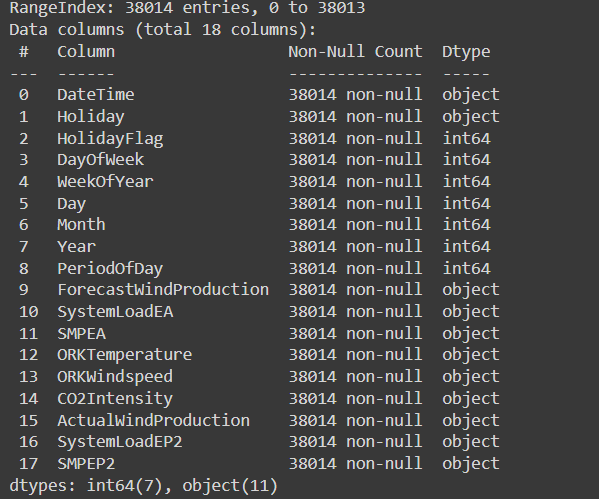 RangeIndex: 38014 entries, 0 to 38013
Data columns (total 18 columns):
 #   Column                  Non-Null Count  Dtype
---  ------                  --------------  -----
 0   DateTime                38014 non-null  object
 1   Holiday                 38014 non-null  object
 2   HolidayFlag             38014 non-null  int64
 3   DayOfWeek               38014 non-null  int64
 4   WeekOfYear              38014 non-null  int64
 5   Day                     38014 non-null  int64
 6   Month                   38014 non-null  int64
 7   Year                    38014 non-null  int64
 8   PeriodOfDay             38014 non-null  int64
 9   ForecastWindProduction  38014 non-null  object
 10  SystemLoadEA            38014 non-null  object
 11  SMPEA                   38014 non-null  object
 12  ORKTemperature          38014 non-null  object
 13  ORKWindspeed            38014 non-null  object
 14  CO2Intensity            38014 non-null  object
 15  ActualWindProduction    38014 non-null  object
 16  SystemLoadEP2           38014 non-null  object
 17  SMPEP2                  38014 non-null  object
dtypes: int64(7), object(11)